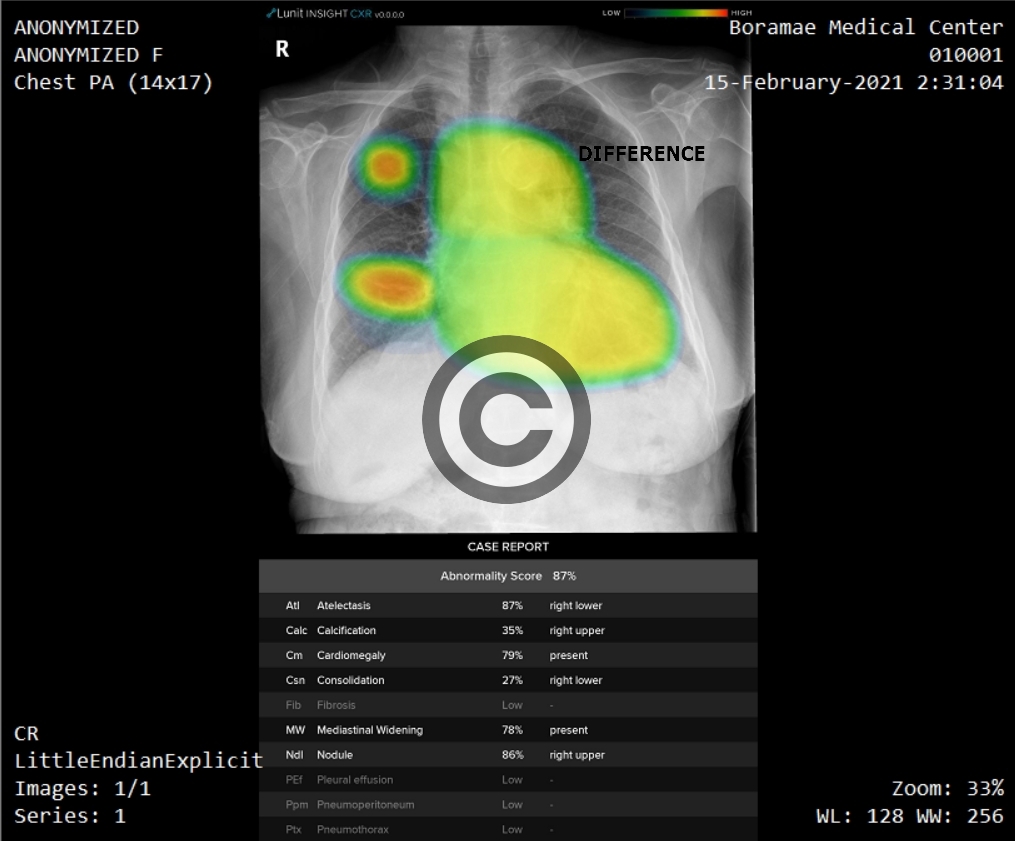 Lunit INSIGHT CXR v0.0.0.0
LOW HIGH
ANONYMIZED
ANONYMIZED F
Chest PA (14x17)
Boramae Medical Center
010001
15-February-2021 2:31:04
R
DIFFERENCE
C
CASE REPORT
Abnormality Score 87%
Atl Atelectasis 87% right lower
Calc Calcification 35% right upper
Cm Cardiomegaly 79% present
Csn Consolidation 27% right lower
Fib Fibrosis Low -
MW Mediastinal Widening 78% present
Ndl Nodule 86% right upper
PEf Pleural effusion Low -
Ppm Pneumoperitoneum Low -
Ptx Pneumothorax Low -
CR
LittleEndianExplicit
Images: 1/1
Series: 1
Zoom: 33%
WL: 128 WW: 256